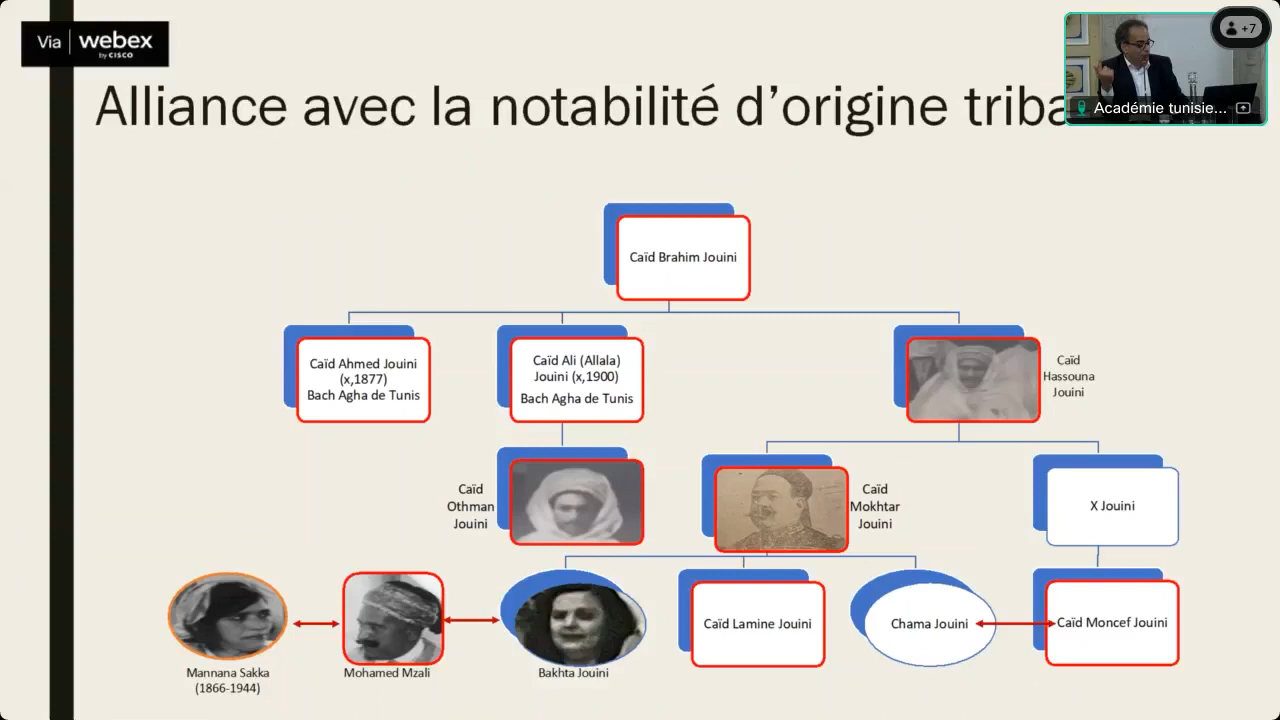 Via webex
by CISCO
+7
Académie tunisie...
Alliance avec la notabilité d'origine triba
Caïd Brahim Jouini
Caïd Ahmed Jouini
(x,1877)
Bach Agha de Tunis
Caïd Ali (Allala)
Jouini (x,1900)
Bach Agha de Tunis
Caïd
Hassouna
Jouini
Caïd
Othman
Jouini
Caïd
Mokhtar
Jouini
X Jouini
Mannana Sakka
(1866-1944)
Mohamed Mzali
Bakhta Jouini
Caïd Lamine Jouini
Chama Jouini
Caïd Moncef Jouini